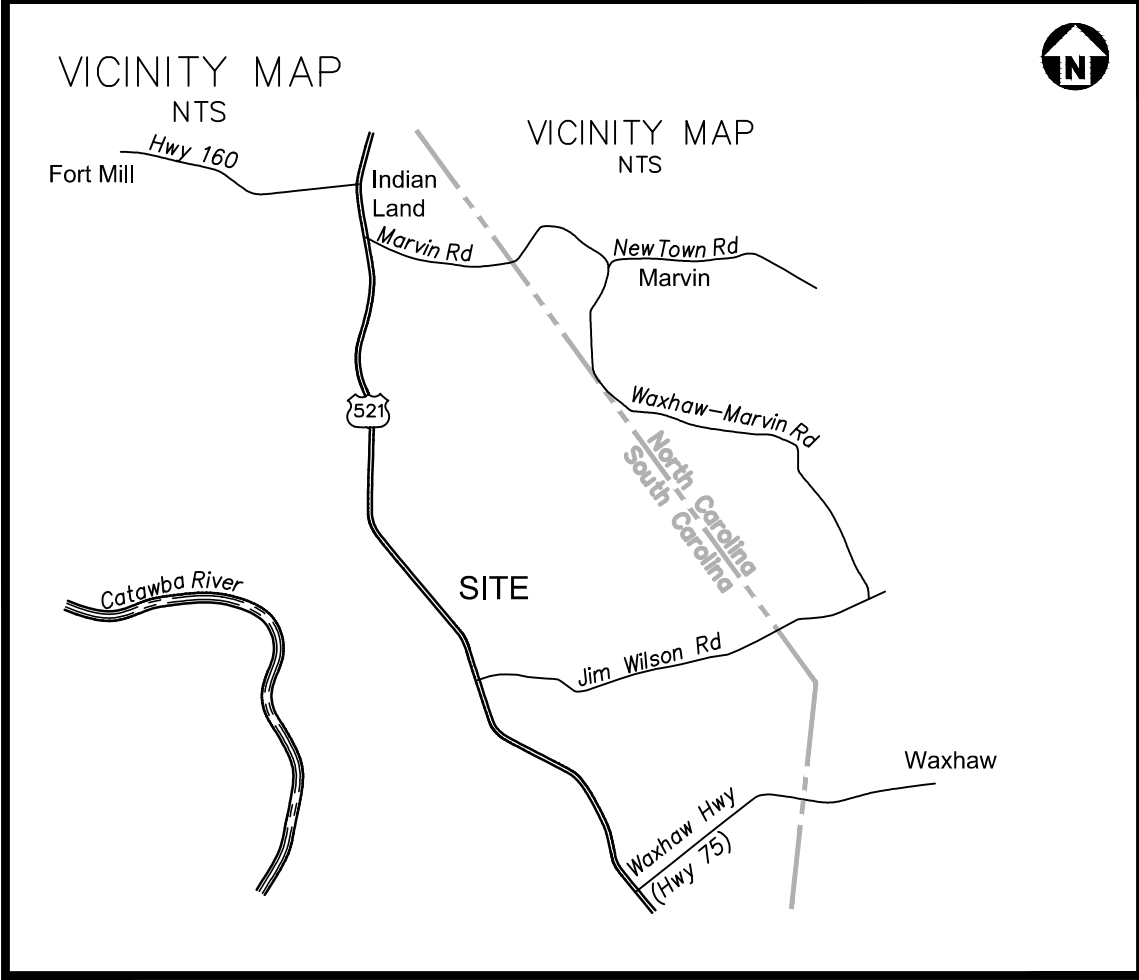 VICINITY MAP
NTS
N
VICINITY MAP
NTS
Hwy 160
Fort Mill
Indian
Land
Marvin Rd
New Town Rd
Marvin
521
Waxhaw-Marvin Rd
North Carolina
South Carolina
Catawba River
SITE
Jim Wilson Rd
Waxhaw
Waxhaw Hwy
(Hwy 75)